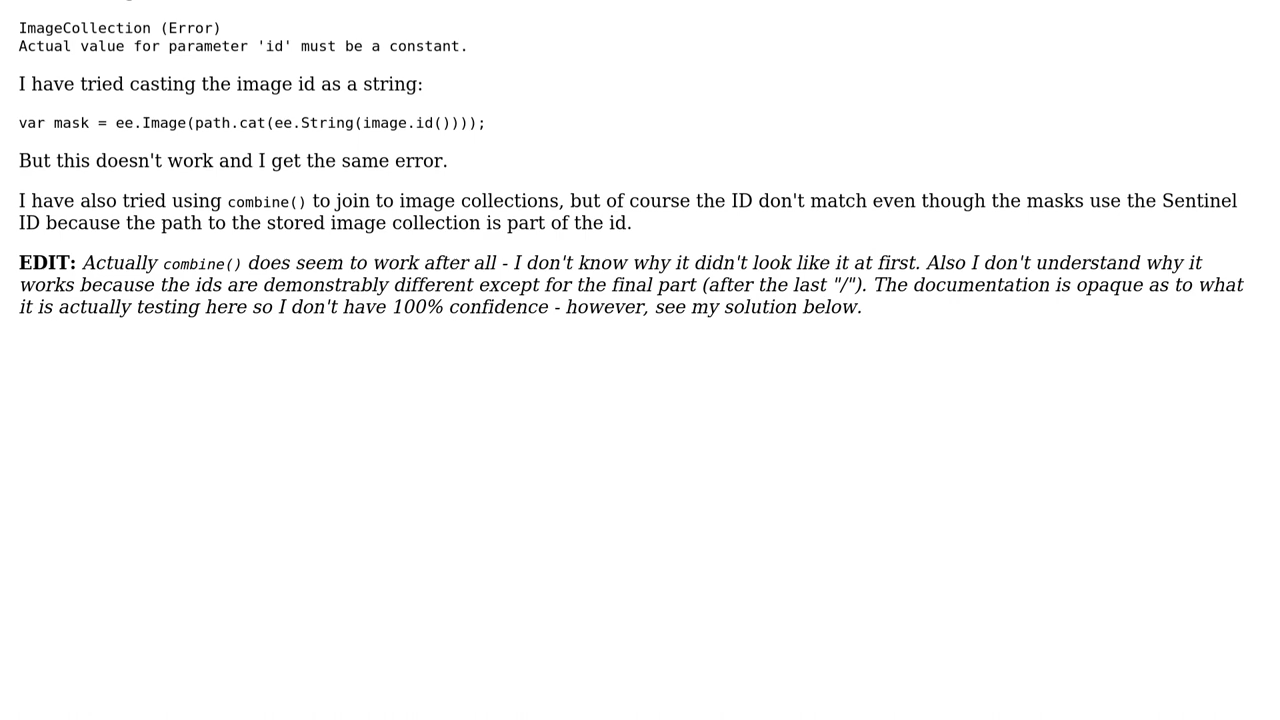 ImageCollection (Error)
Actual value for parameter 'id' must be a constant.
I have tried casting the image id as a string:
var mask = ee.Image(path.cat(ee.String(image.id())));
But this doesn't work and I get the same error.
I have also tried using combine() to join to image collections, but of course the ID don't match even though the masks use the Sentinel
ID because the path to the stored image collection is part of the id.
EDIT: Actually combine() does seem to work after all - I don't know why it didn't look like it at first. Also I don't understand why it
works because the ids are demonstrably different except for the final part (after the last "/"). The documentation is opaque as to what
it is actually testing here so I don't have 100% confidence - however, see my solution below.